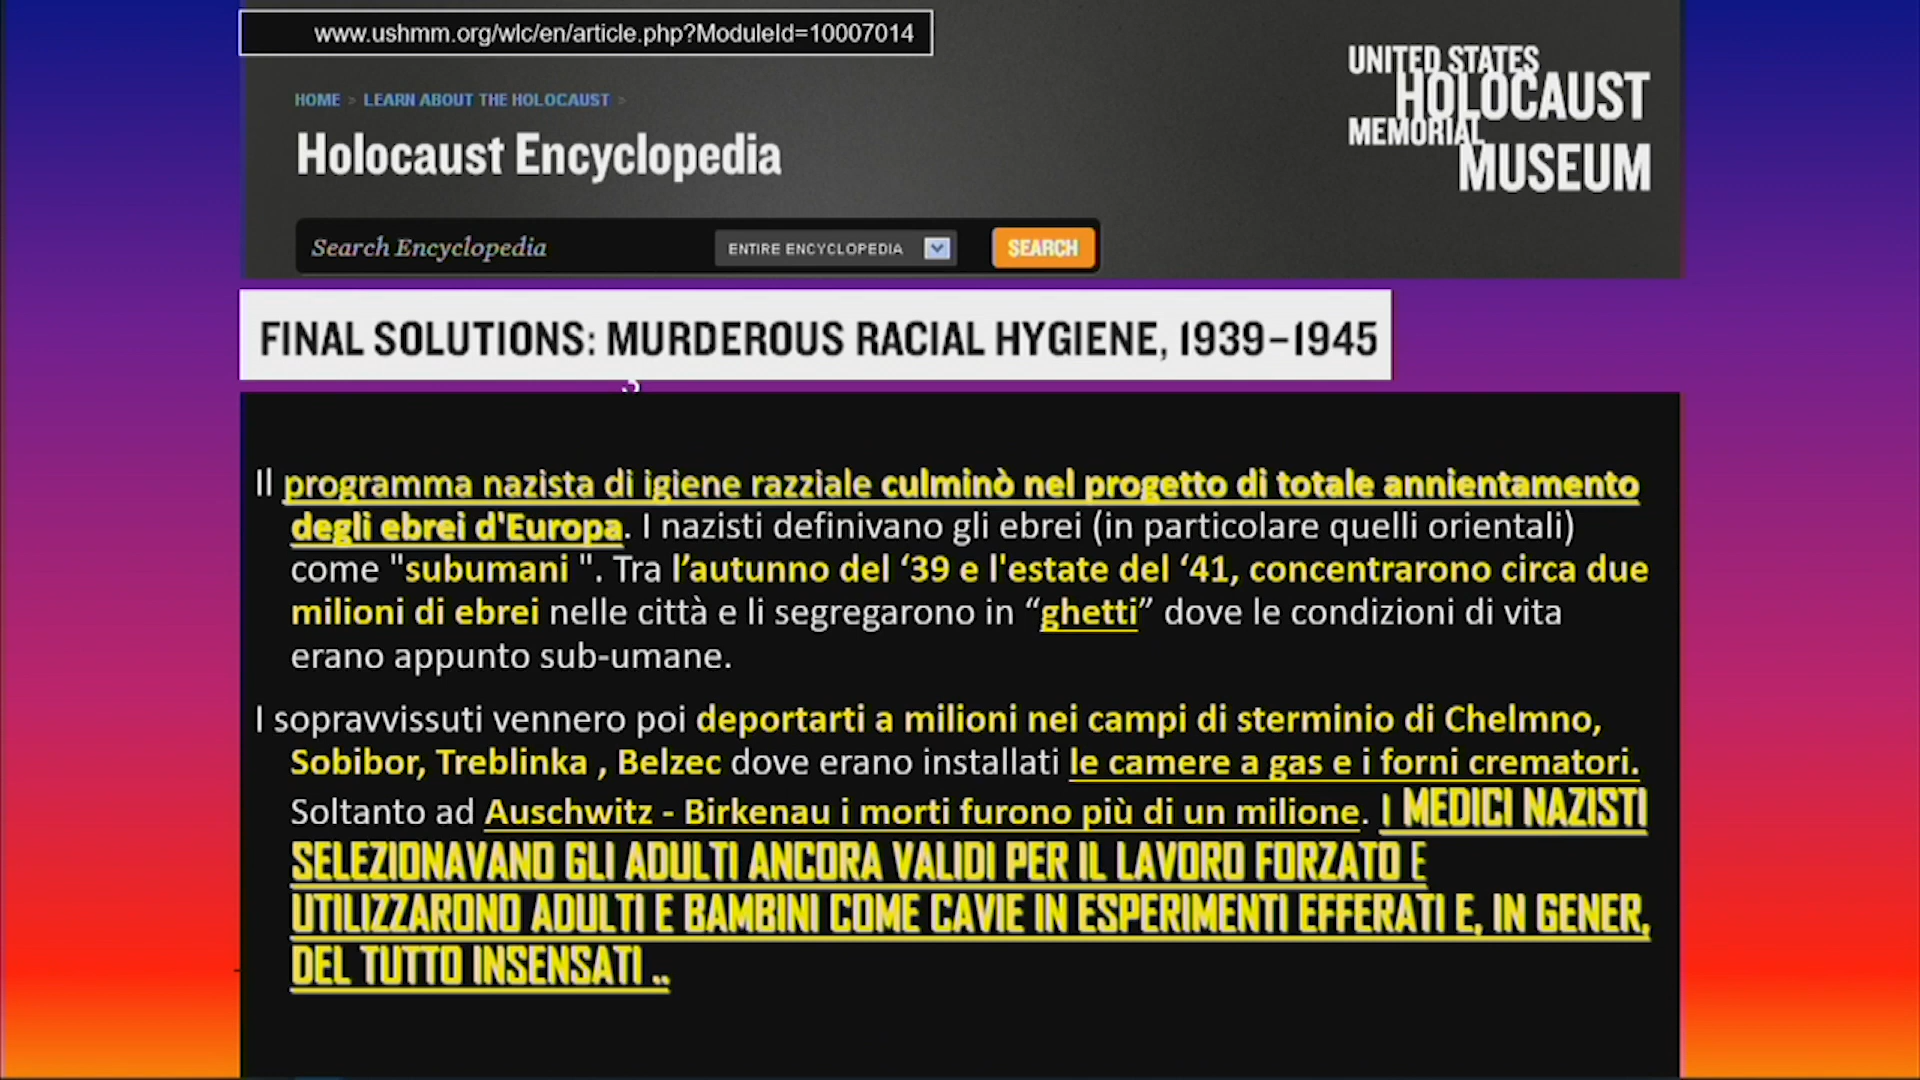 www.ushmm.org/wlc/en/article.php?ModuleId=10007014
UNITED STATES
HOLOCAUST
MEMORIAL
MUSEUM
HOME > LEARN ABOUT THE HOLOCAUST >
Holocaust Encyclopedia
Search Encyclopedia ENTIRE ENCYCLOPEDIA SEARCH
FINAL SOLUTIONS: MURDEROUS RACIAL HYGIENE, 1939–1945
Il programma nazista di igiene razziale culminò nel progetto di totale annientamento
degli ebrei d'Europa. I nazisti definivano gli ebrei (in particolare quelli orientali)
come "subumani ". Tra l’autunno del ‘39 e l'estate del ‘41, concentrarono circa due
milioni di ebrei nelle città e li segregarono in “ghetti” dove le condizioni di vita
erano appunto sub-umane.
I sopravvissuti vennero poi deportarti a milioni nei campi di sterminio di Chelmno,
Sobibor, Treblinka , Belzec dove erano installati le camere a gas e i forni crematori.
Soltanto ad Auschwitz - Birkenau i morti furono più di un milione. I MEDICI NAZISTI
SELEZIONAVANO GLI ADULTI ANCORA VALIDI PER IL LAVORO FORZATO E
UTILIZZARONO ADULTI E BAMBINI COME CAVIE IN ESPERIMENTI EFFERATI E, IN GENER,
DEL TUTTO INSENSATI ..